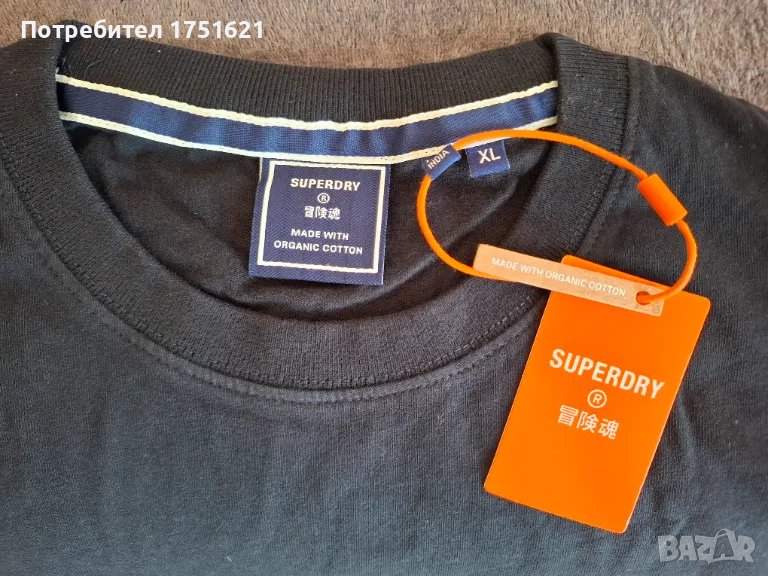 Потребител 1751621
SUPERDRY
®
冒険魂
MADE WITH
ORGANIC COTTON
INDIA
XL
MADE WITH ORGANIC COTTON
SUPERDRY
®
冒険魂
BAZAR